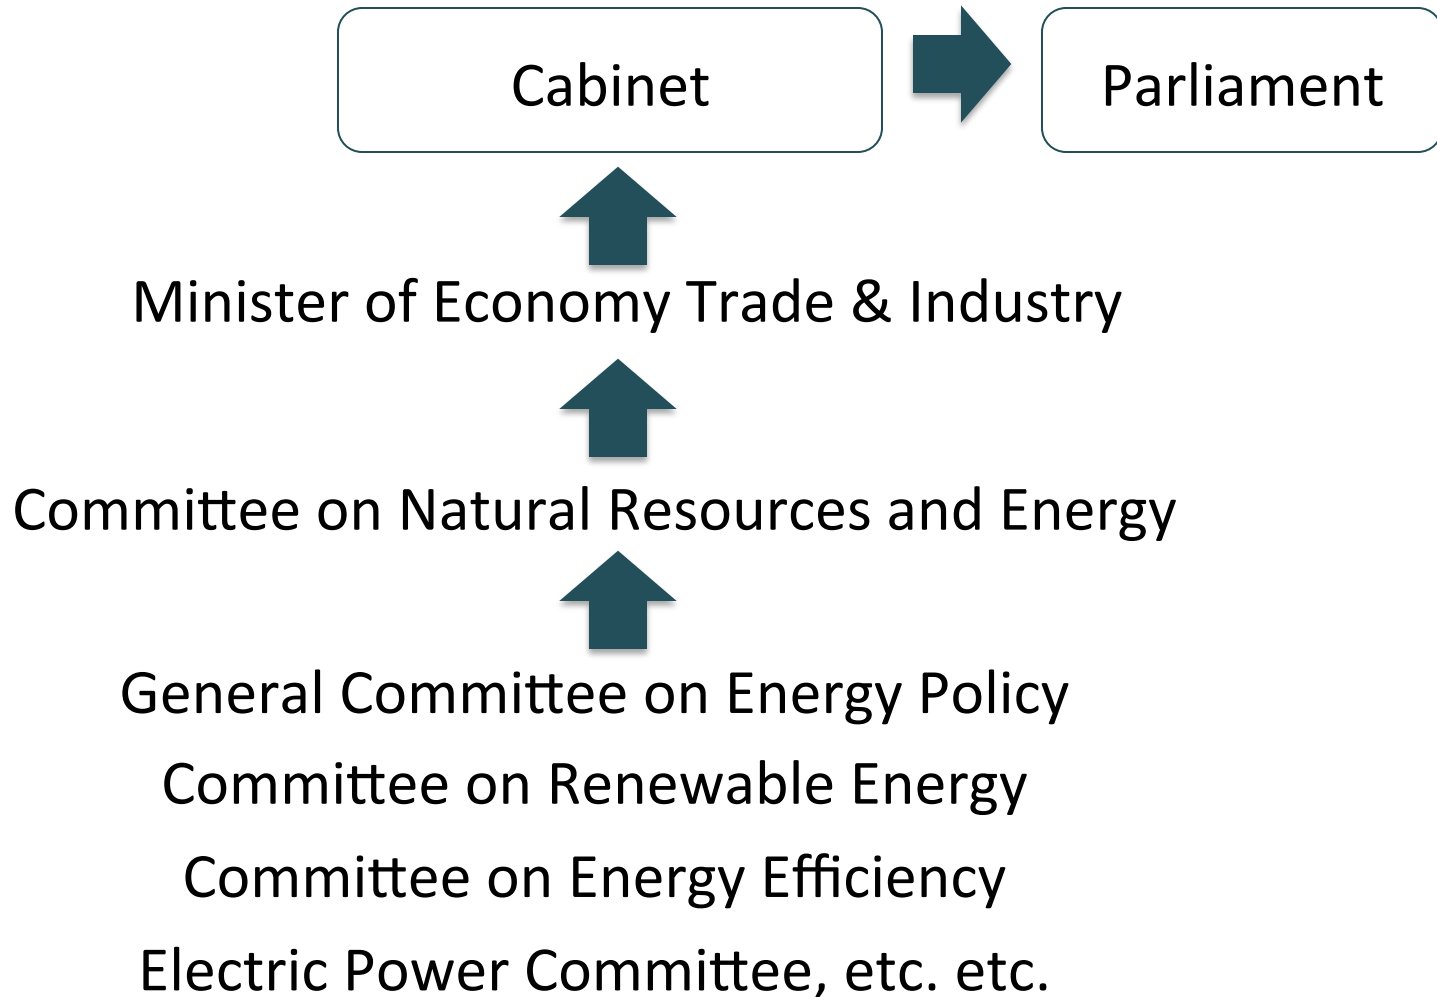 Cabinet
Parliament
Minister of Economy Trade & Industry
Committee on Natural Resources and Energy
General Committee on Energy Policy
Committee on Renewable Energy
Committee on Energy Efficiency
Electric Power Committee, etc. etc.